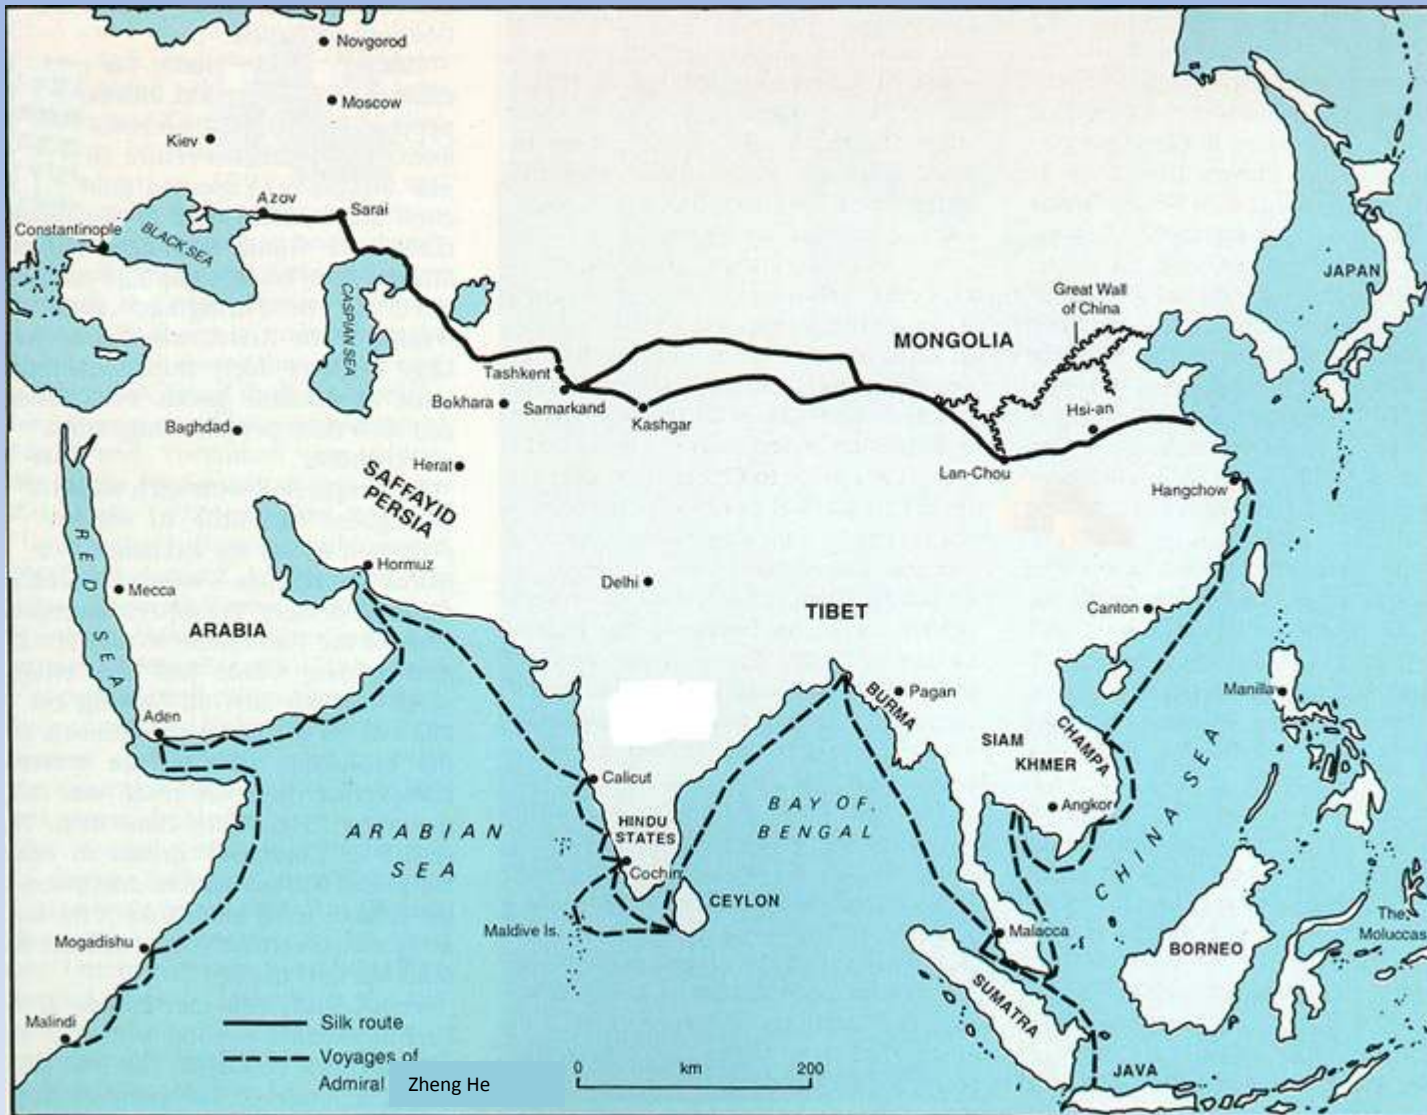 Novgorod
Moscow
Kiev
Azov
Sarai
Constantinople
BLACK SEA
CASPIAN SEA
JAPAN
Great Wall
of China
MONGOLIA
Tashkent
Bokhara
Samarkand
Kashgar
Hsi-an
Baghdad
Herat
Lan-Chou
Hangchow
SAFFAYID
PERSIA
Hormuz
Delhi
Mecca
RED SEA
ARABIA
TIBET
Canton
Pagan
BURMA
Manilla
Aden
SIAM
KHMER
CHAMPA
Calicut
Angkor
BAY OF
BENGAL
CHINA SEA
ARABIAN
SEA
HINDU
STATES
Cochin
CEYLON
Maldive Is.
Malacca
The
Moluccas
BORNEO
Mogadishu
SUMATRA
Malindi
JAVA
Silk route
Voyages of
Admiral Zheng He
0 km 200